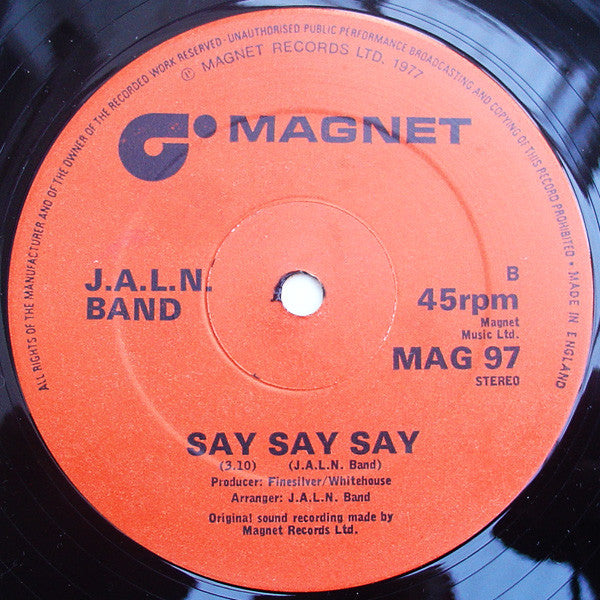 ALL RIGHTS OF THE MANUFACTURER AND OF THE OWNER OF THE RECORDED WORK RESERVED · UNAUTHORISED PUBLIC PERFORMANCE BROADCASTING AND COPYING OF THIS RECORD PROHIBITED • MADE IN ENGLAND
℗ MAGNET RECORDS LTD. 1977
MAGNET
J.A.L.N.
BAND
B
45rpm
Magnet
Music Ltd.
MAG 97
STEREO
SAY SAY SAY
(3.10) (J.A.L.N. Band)
Producer: Finesilver/Whitehouse
Arranger: J.A.L.N. Band
Original sound recording made by
Magnet Records Ltd.